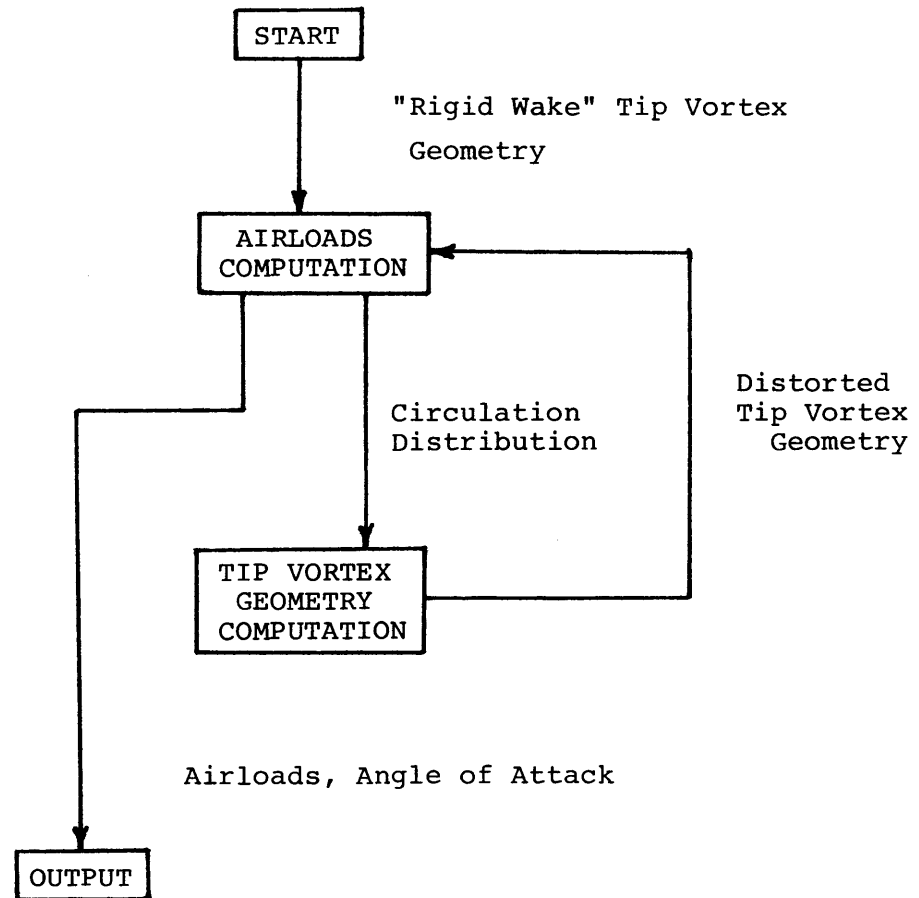 START
"Rigid Wake" Tip Vortex
Geometry
AIRLOADS
COMPUTATION
Circulation
Distribution
Distorted
Tip Vortex
Geometry
TIP VORTEX
GEOMETRY
COMPUTATION
Airloads, Angle of Attack
OUTPUT